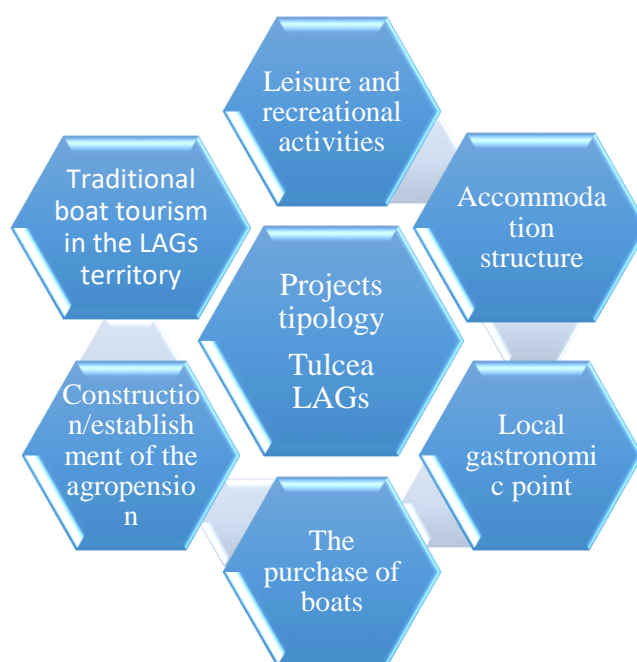 Leisure and
recreational
activities
Traditional
boat tourism
in the LAGs
territory
Accommoda
tion
structure
Projects
tipology
Tulcea
LAGs
Constructio
n/establish
ment of the
agropensio
n
Local
gastronomi
c point
The
purchase of
boats